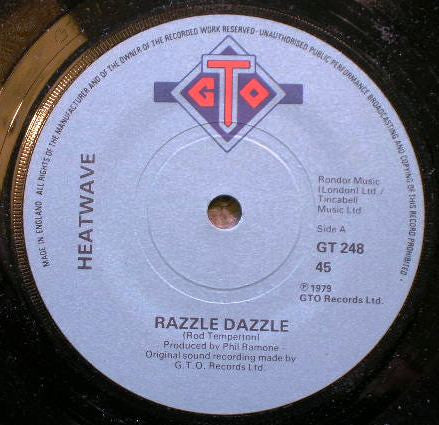 MADE IN ENGLAND ALL RIGHTS OF THE MANUFACTURER AND OF THE OWNER OF THE RECORDED WORK RESERVED · UNAUTHORISED PUBLIC PERFORMANCE BROADCASTING AND COPYING OF THIS RECORD PROHIBITED ·
GTO
HEATWAVE
Rondor Music
(London) Ltd /
Tincabell
Music Ltd
Side A
GT 248
45
℗ 1979
GTO Records Ltd.
RAZZLE DAZZLE
(Rod Temperton)
Produced by Phil Ramone -
Original sound recording made by
G.T.O. Records Ltd.